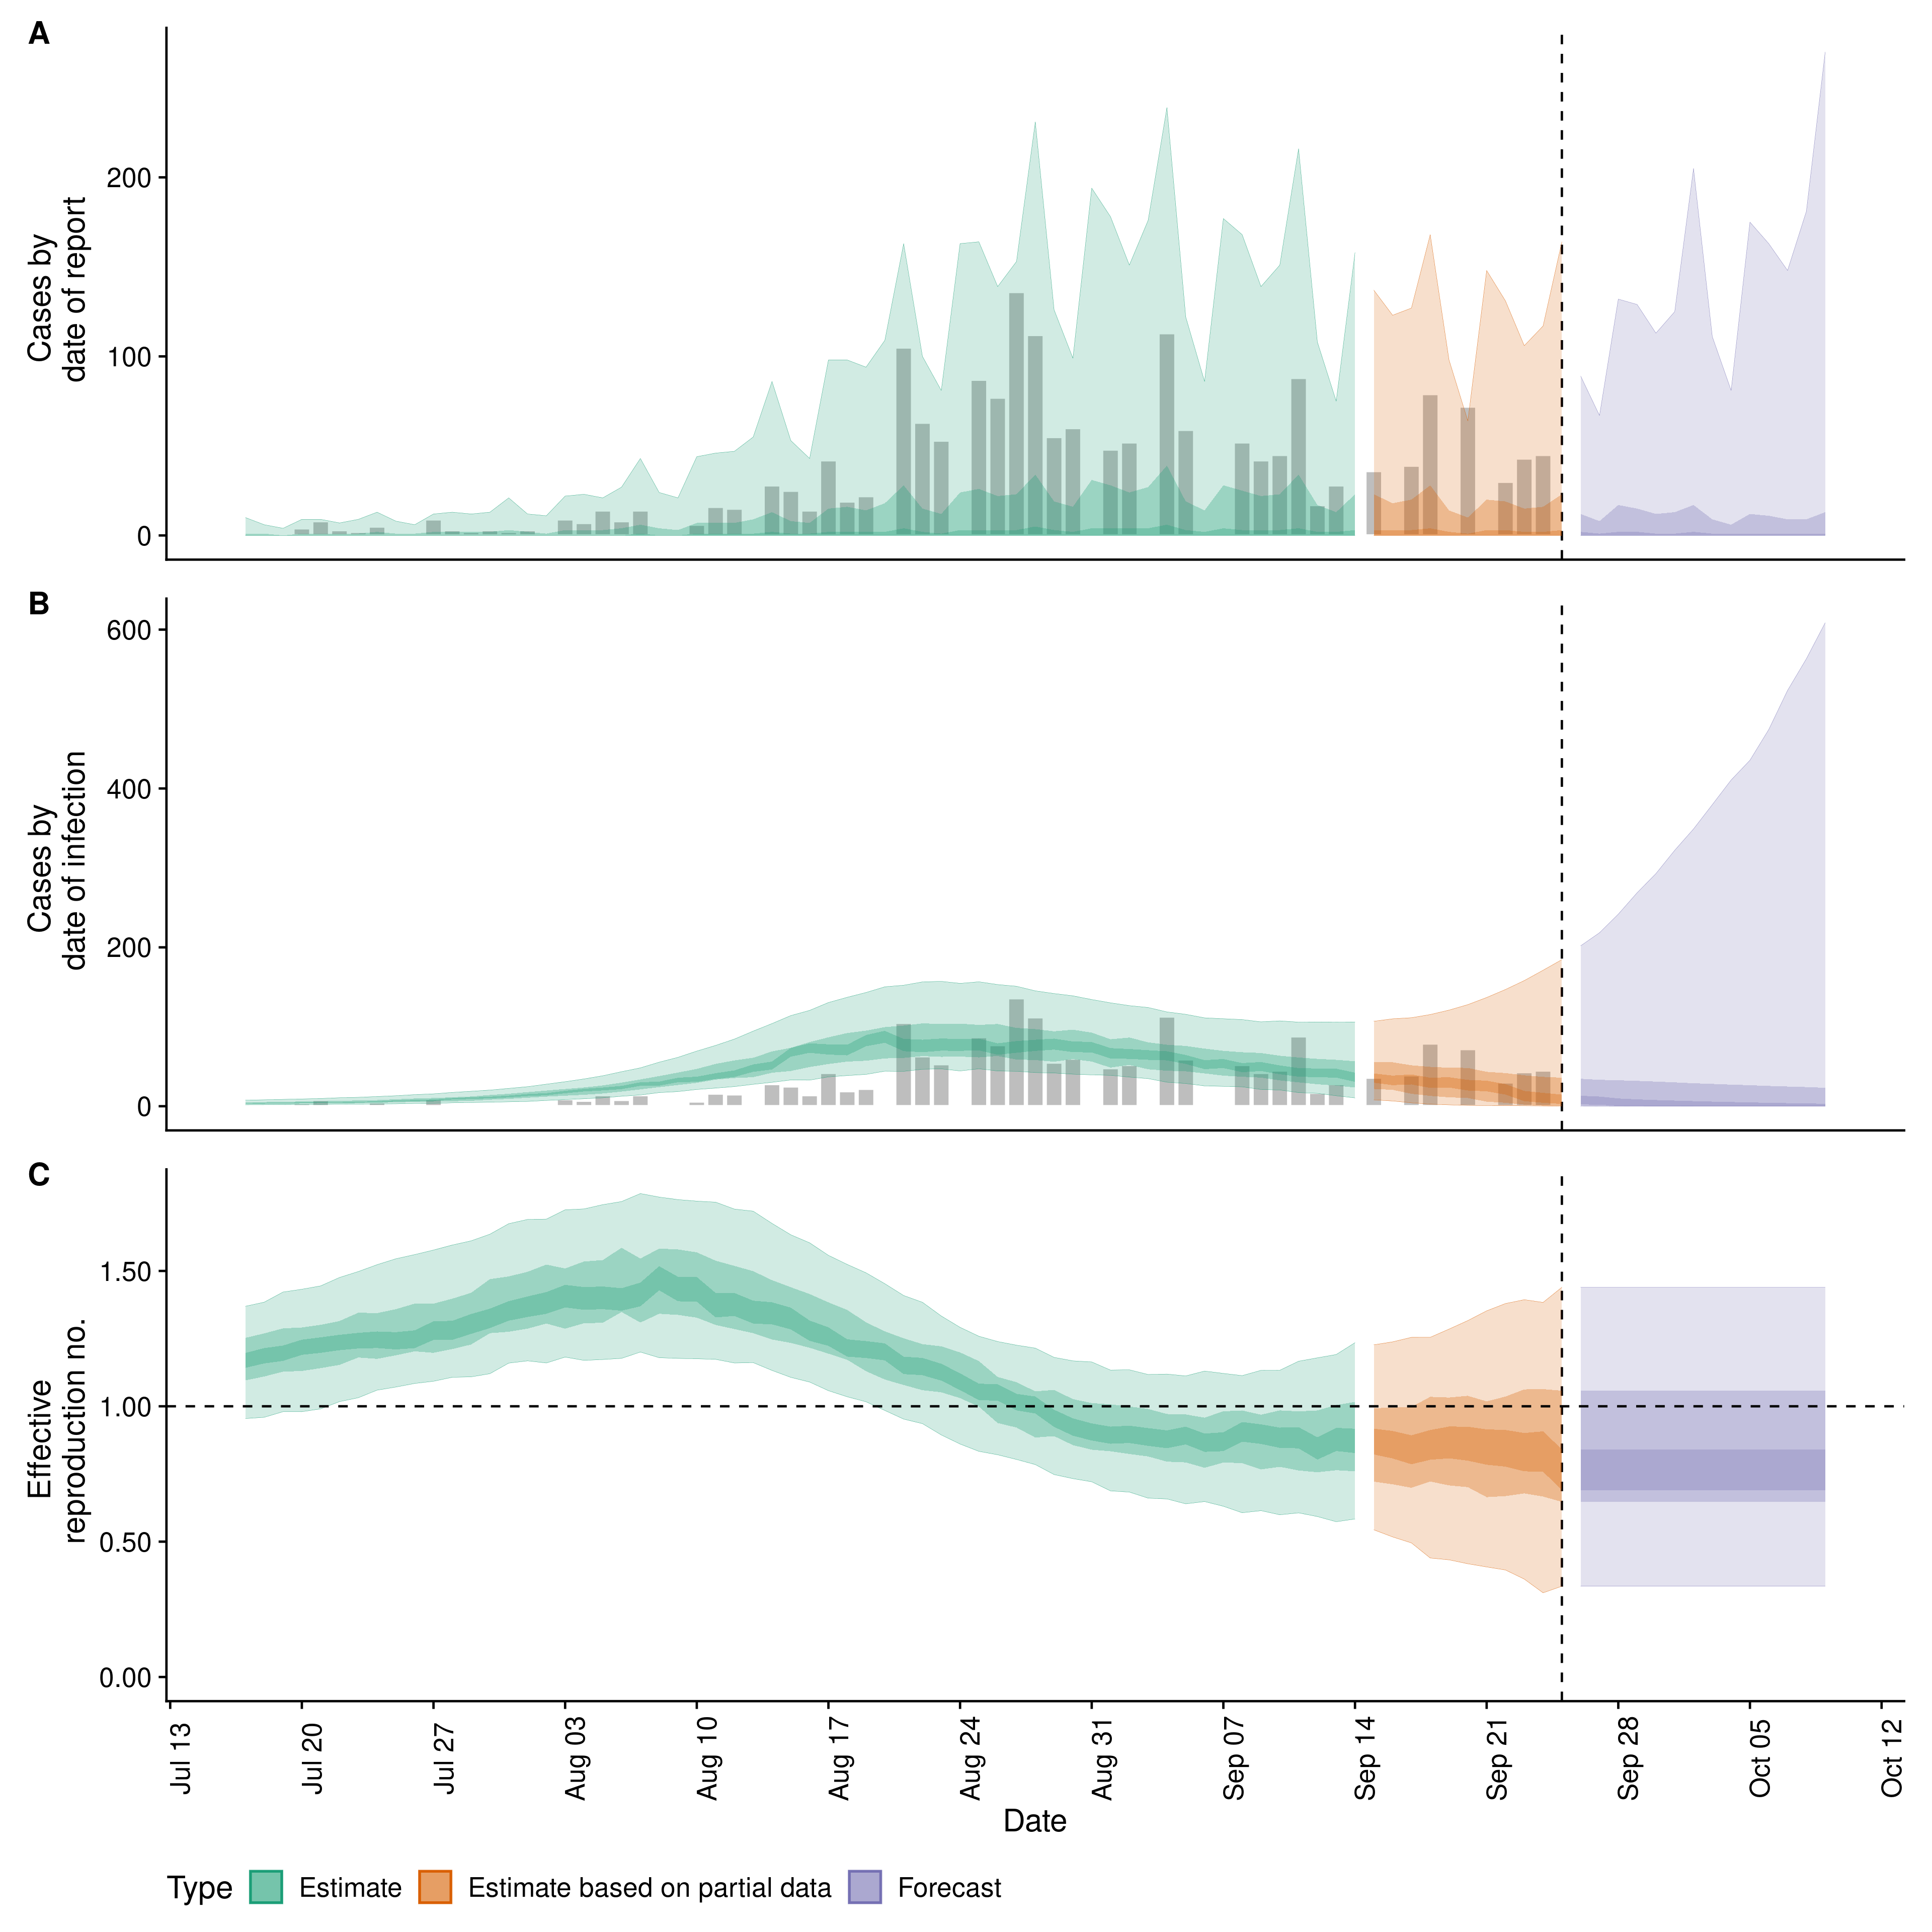 A
Cases by
date of report
200
100
0
B
Cases by
date of infection
600
400
200
0
C
Effective
reproduction no.
1.50
1.00
0.50
0.00
Jul 13
Jul 20
Jul 27
Aug 03
Aug 10
Aug 17
Aug 24
Aug 31
Sep 07
Sep 14
Sep 21
Sep 28
Oct 05
Oct 12
Date
Type Estimate Estimate based on partial data Forecast